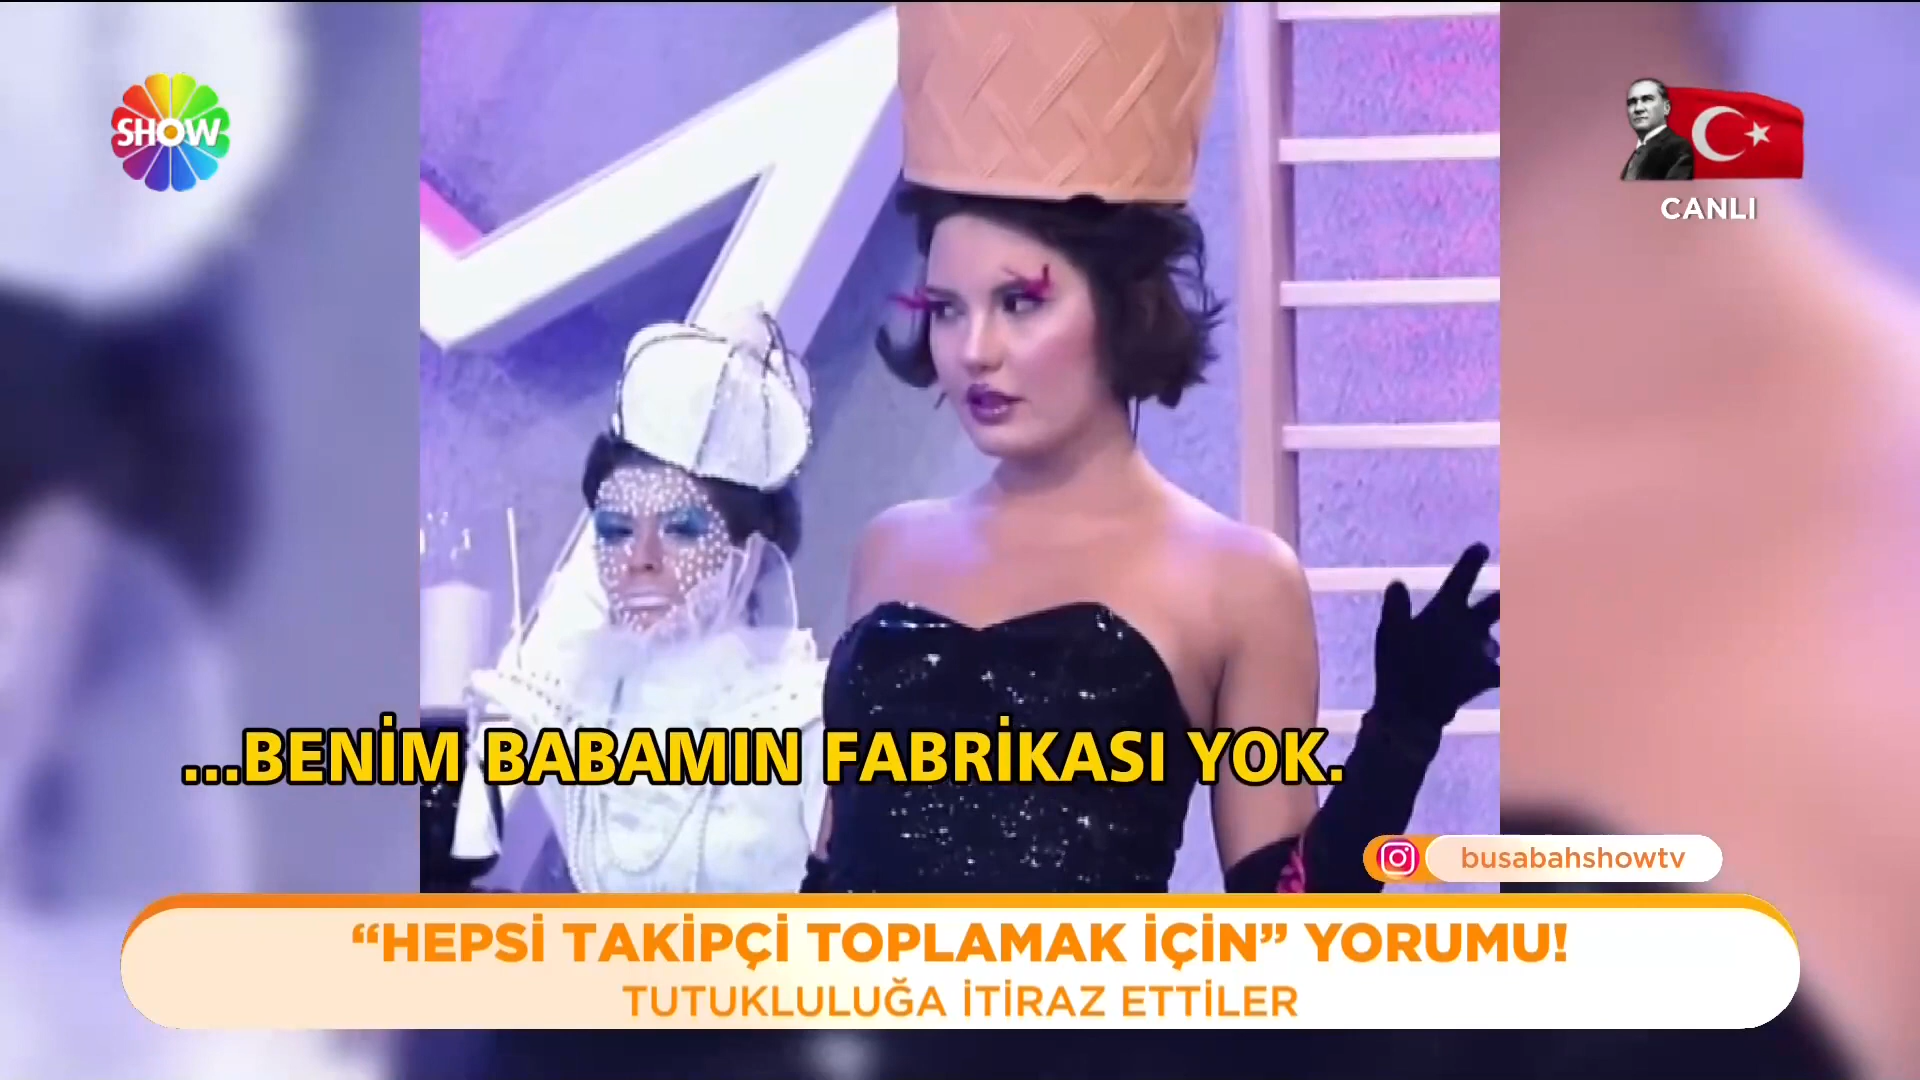 SHOW
CANLI
...BENİM BABAMIN FABRİKASI YOK.
busabahshowtv
“HEPSİ TAKİPÇİ TOPLAMAK İÇİN” YORUMU!
TUTUKLULUĞA İTİRAZ ETTİLER